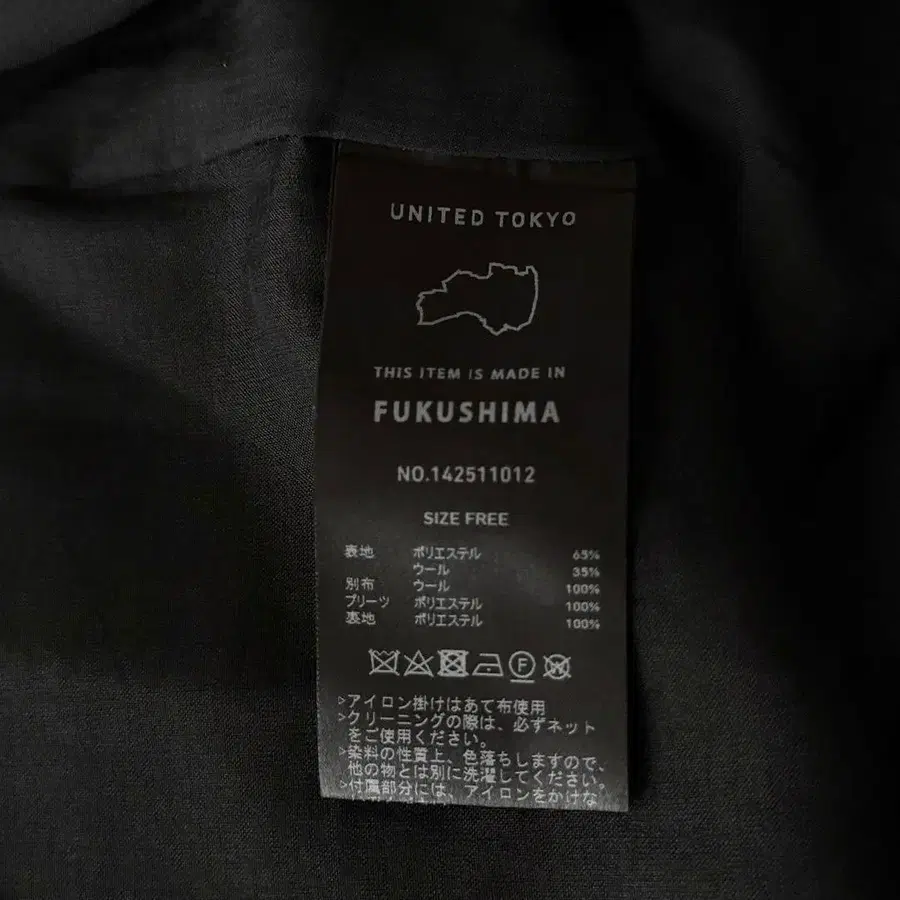 UNITED TOKYO
THIS ITEM IS MADE IN
FUKUSHIMA
NO.142511012
SIZE FREE
表地 ポリエステル 65%
ウール 35%
別布 ウール 100%
プリーツ ポリエステル 100%
裏地 ポリエステル 100%
F
>アイロン掛けはあて布使用
>クリーニングの際は、必ずネット
をご使用ください。
>染料の性質上、色落ちしますので、
他の物とは別に洗濯してください。
>付属部分には、アイロンをかけな